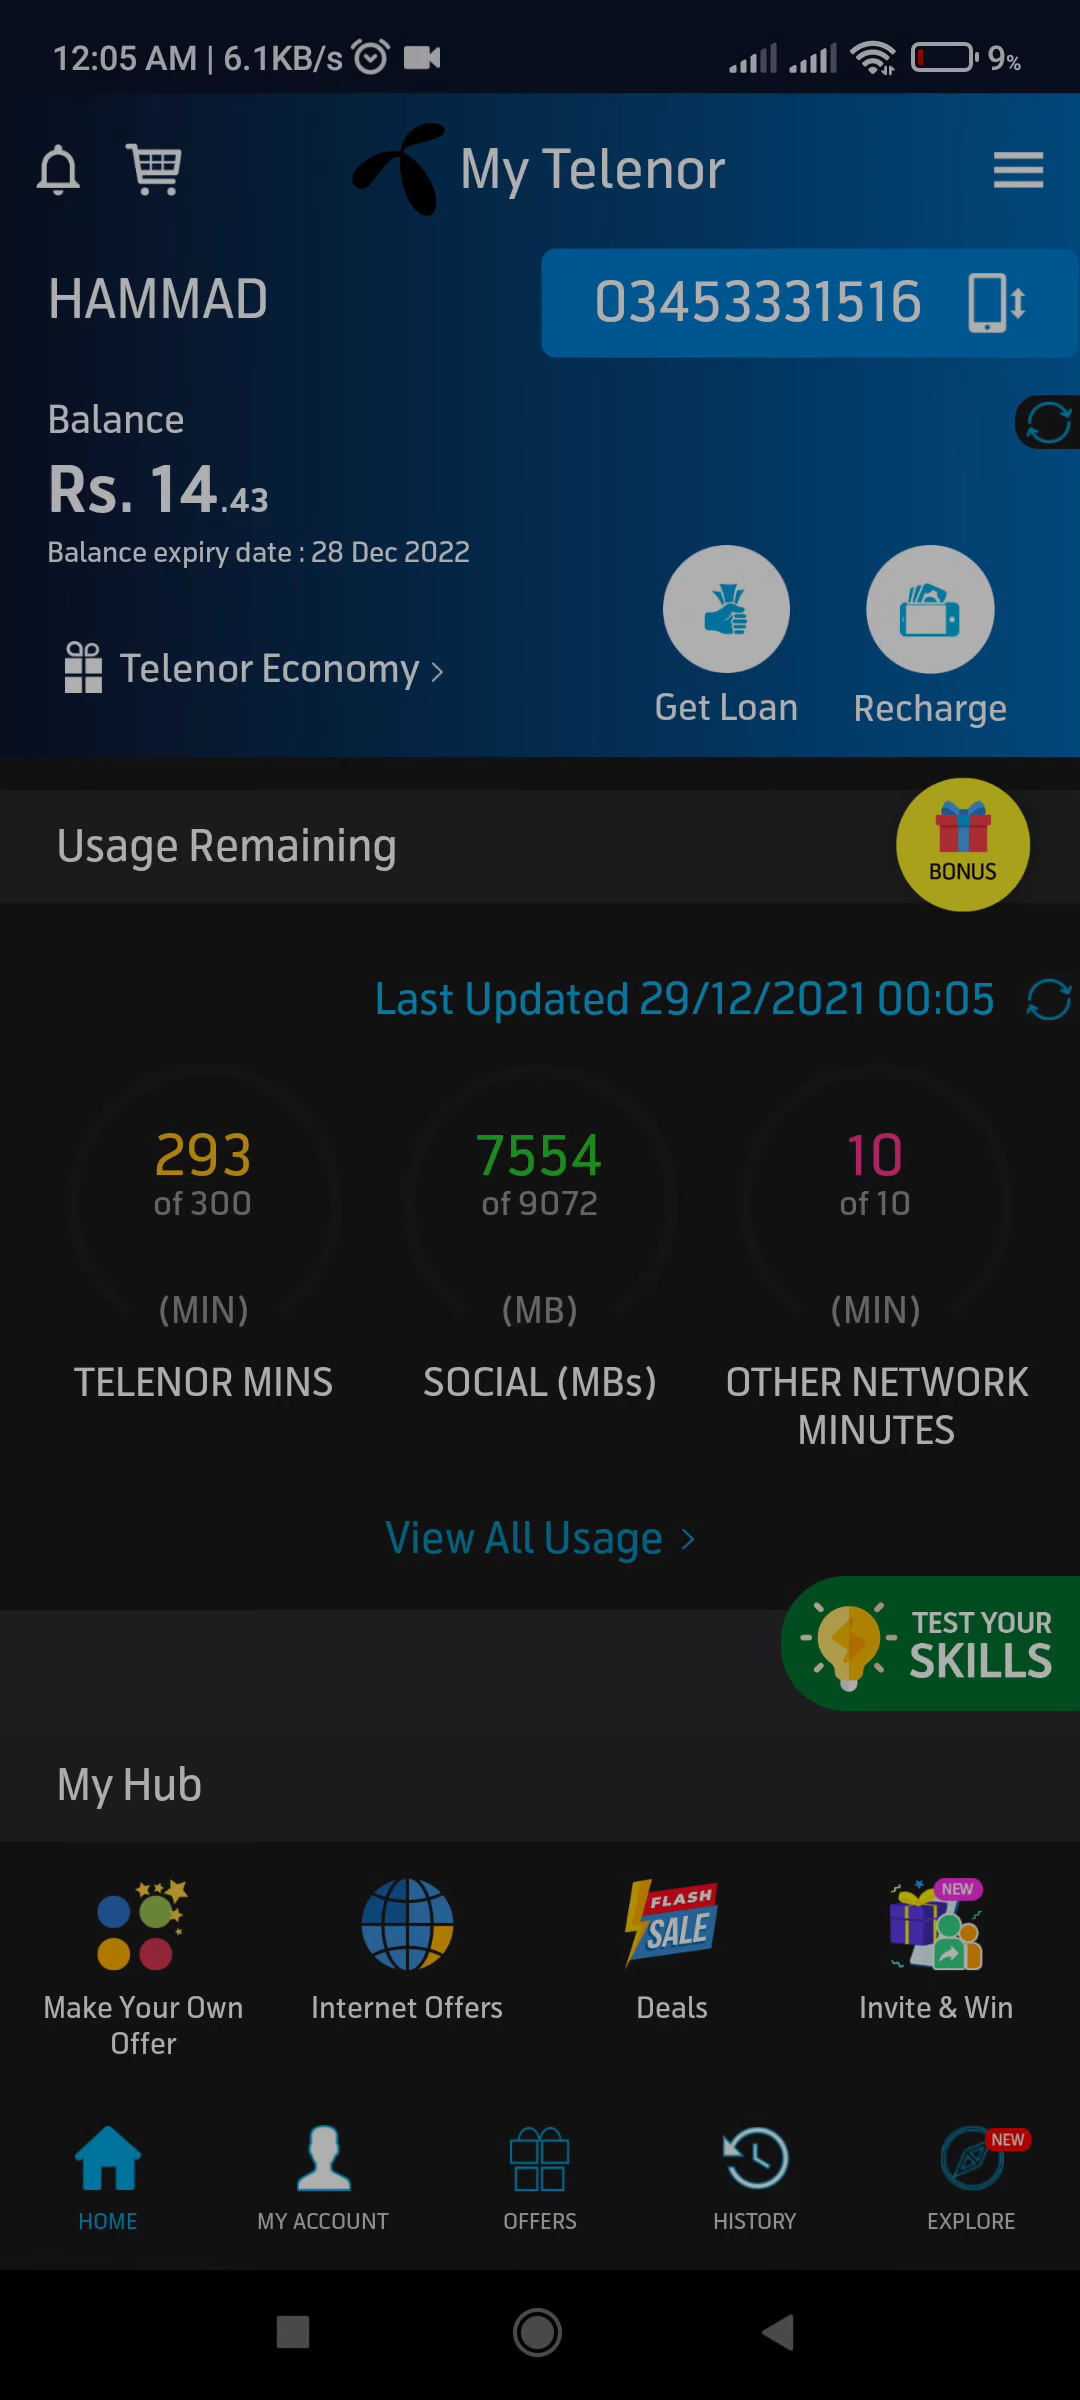 12:05 AM | 6.1KB/s 9%
My Telenor
HAMMAD
03453331516
Balance
Rs. 14.43
Balance expiry date : 28 Dec 2022
Telenor Economy >
Get Loan
Recharge
Usage Remaining
BONUS
Last Updated 29/12/2021 00:05
293
of 300
(MIN)
TELENOR MINS
7554
of 9072
(MB)
SOCIAL (MBs)
10
of 10
(MIN)
OTHER NETWORK
MINUTES
View All Usage >
TEST YOUR
SKILLS
My Hub
Make Your Own
Offer
Internet Offers
FLASH
SALE
Deals
NEW
Invite & Win
HOME
MY ACCOUNT
OFFERS
HISTORY
NEW
EXPLORE